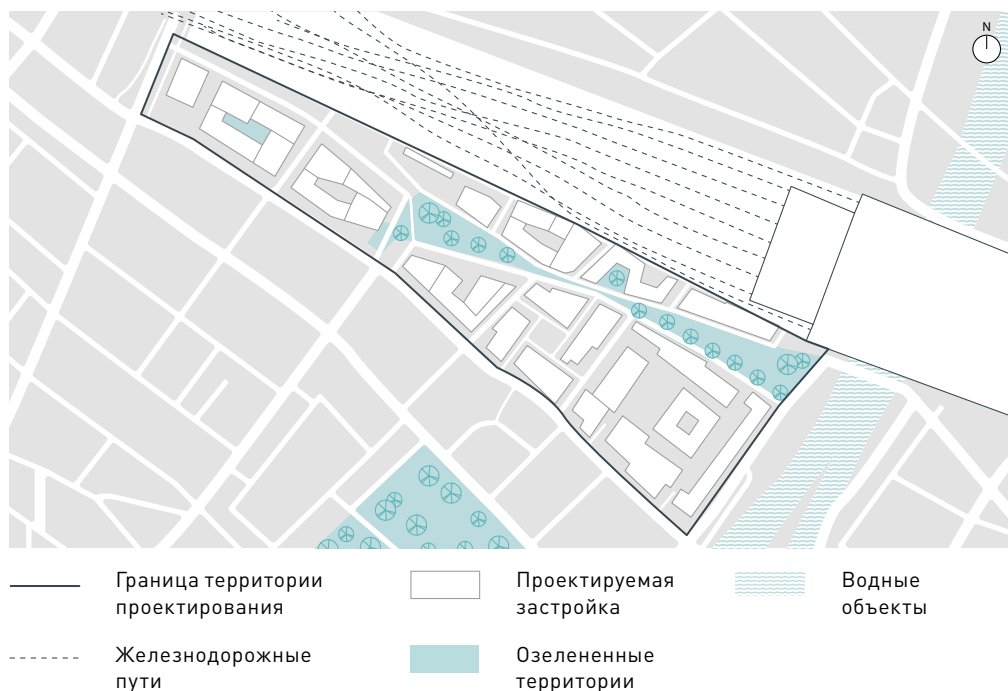 N
Граница территории
проектирования
Железнодорожные
пути
Проектируемая
застройка
Озелененные
территории
Водные
объекты